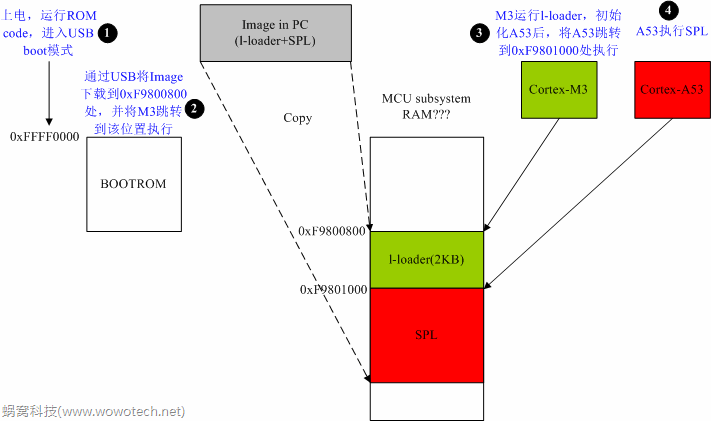 上电，运行ROM
code，进入USB
boot模式
1
Image in PC
(l-loader+SPL)
3
M3运行l-loader，初始
化A53后，将A53跳转
到0xF9801000处执行
4
A53执行SPL
通过USB将Image
下载到0xF9800800
处，并将M3跳转
到该位置执行
2
0xFFFF0000
BOOTROM
Copy
MCU subsystem
RAM???
Cortex-M3
Cortex-A53
0xF9800800
l-loader(2KB)
0xF9801000
SPL
蜗窝科技(www.wowotech.net)